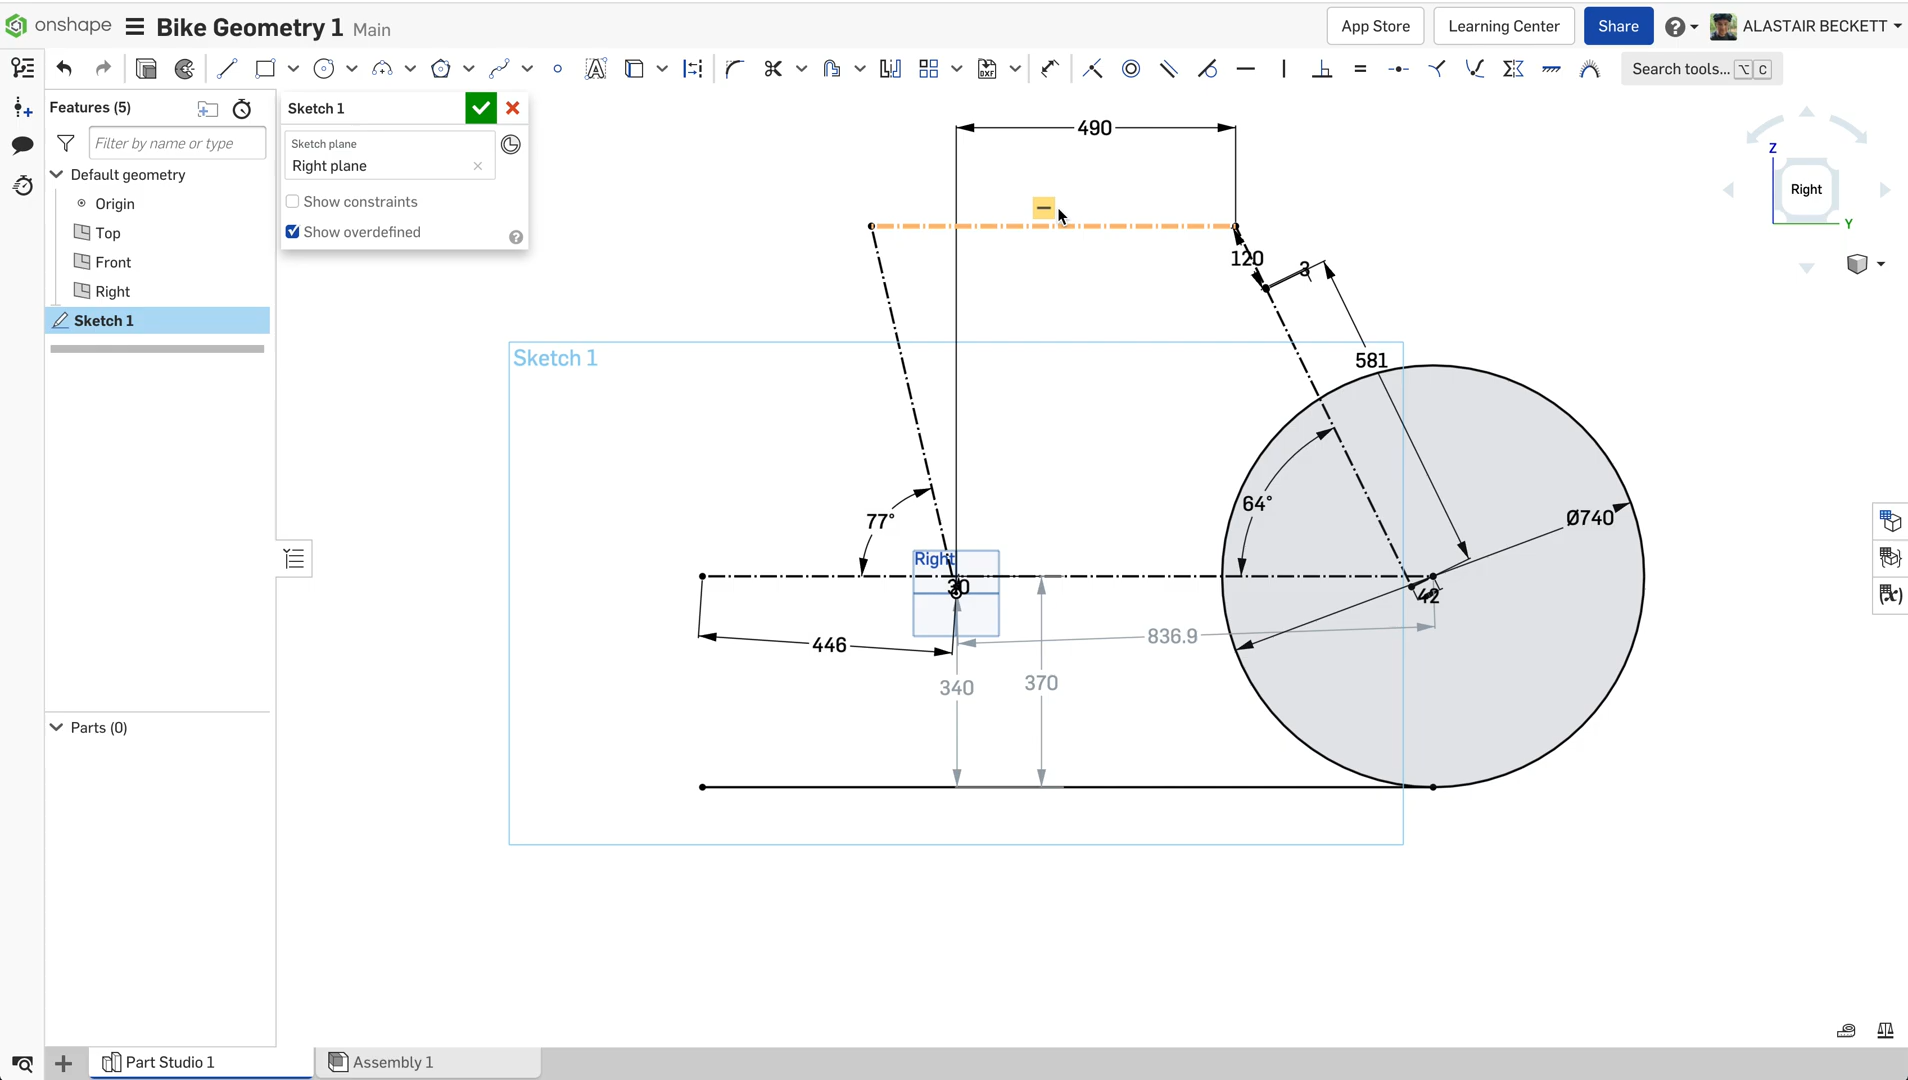 onshape
Bike Geometry 1 Main
App Store
Learning Center
Share
ALASTAIR BECKETT
DXF
Search tools... ⌥ C
Features (5)
Filter by name or type
Default geometry
Origin
Top
Front
Right
Sketch 1
Parts (0)
Sketch 1
Sketch plane
Right plane
Show constraints
Show overdefined
490
120
581
Sketch 1
64°
Ø740
77°
Right
30
42
446
836.9
340
370
Z
Right
Y
Part Studio 1
Assembly 1